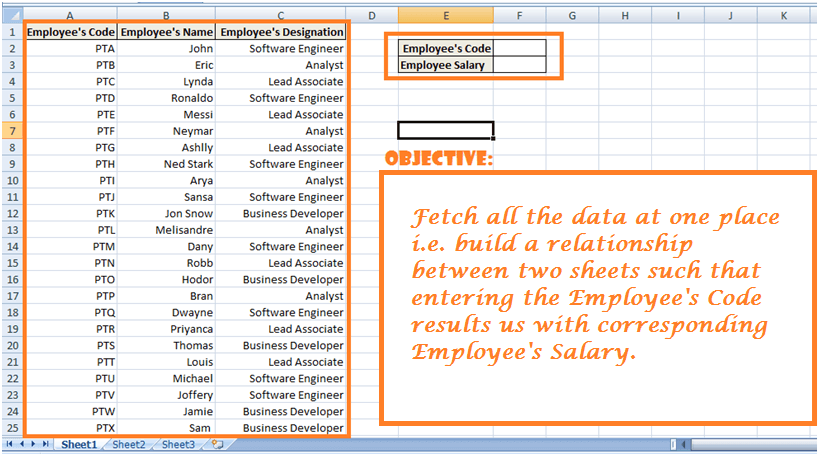 A B C D E F G H I J K
1 Employee's Code Employee's Name Employee's Designation
2 PTA John Software Engineer Employee's Code
3 PTB Eric Analyst Employee Salary
4 PTC Lynda Lead Associate
5 PTD Ronaldo Software Engineer
6 PTE Messi Lead Associate
7 PTF Neymar Analyst
8 PTG Ashlly Lead Associate
OBJECTIVE:
9 PTH Ned Stark Software Engineer
10 PTI Arya Analyst
11 PTJ Sansa Software Engineer
12 PTK Jon Snow Business Developer
13 PTL Melisandre Analyst
14 PTM Dany Software Engineer
15 PTN Robb Lead Associate
16 PTO Hodor Business Developer
17 PTP Bran Analyst
18 PTQ Dwayne Software Engineer
19 PTR Priyanca Lead Associate
20 PTS Thomas Business Developer
21 PTT Louis Lead Associate
22 PTU Michael Software Engineer
23 PTV Joffery Software Engineer
24 PTW Jamie Business Developer
25 PTX Sam Business Developer
Fetch all the data at one place
i.e. build a relationship
between two sheets such that
entering the Employee's Code
results us with corresponding
Employee's Salary.
Sheet1 Sheet2 Sheet3